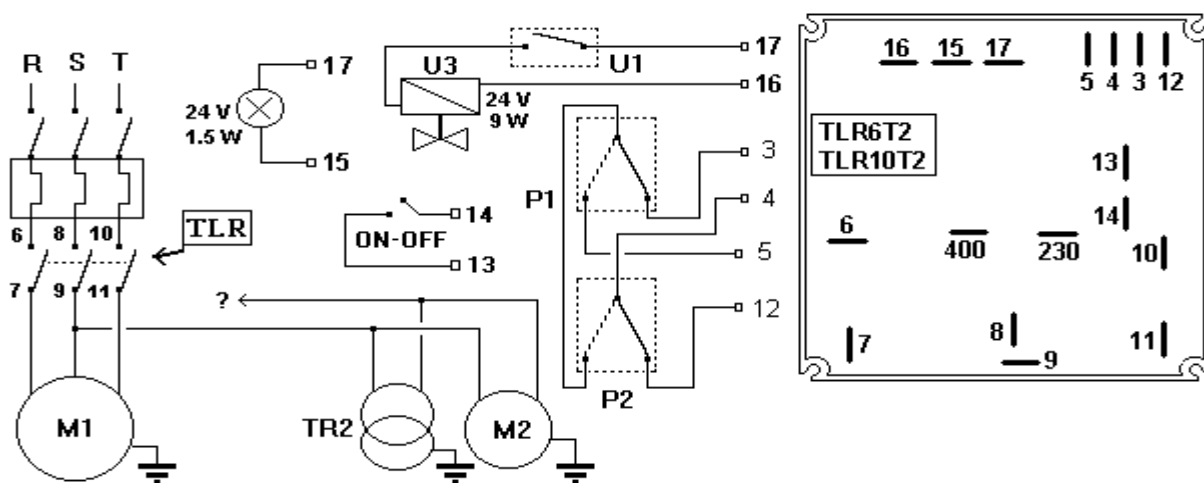 R S T
17
24 V
1.5 W
15
U3
24 V
9 W
U1
17
16
3
4
5
12
P1
P2
14
ON-OFF
13
6 8 10
TLR
7 9 11
?
M1
TR2
M2
16 15 17
5 4 3 12
TLR6T2
TLR10T2
13
14
6
400
230
10
7
8
9
11